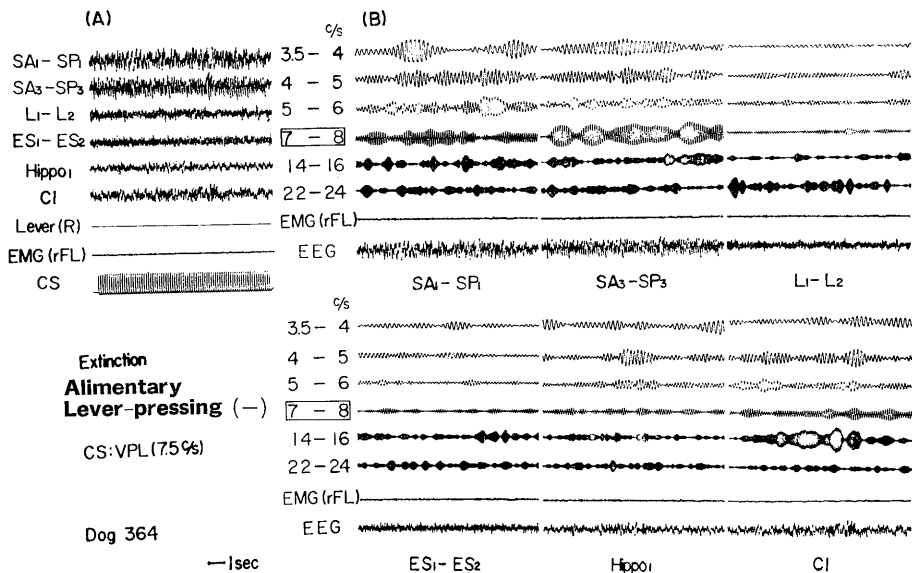 (A)
SA1-SP1
SA3-SP3
L1-L2
ES1-ES2
Hippo1
Cl
Lever(R)
EMG(rFL)
CS
(B)
c/s
3.5-4
4-5
5-6
7-8
14-16
22-24
EMG(rFL)
EEG
SA1-SP1
SA3-SP3
L1-L2
Extinction
Alimentary
Lever-pressing (-)
CS:VPL(7.5c/s)
Dog 364
1sec
c/s
3.5-4
4-5
5-6
7-8
14-16
22-24
EMG(rFL)
EEG
ES1-ES2
Hippo1
Cl